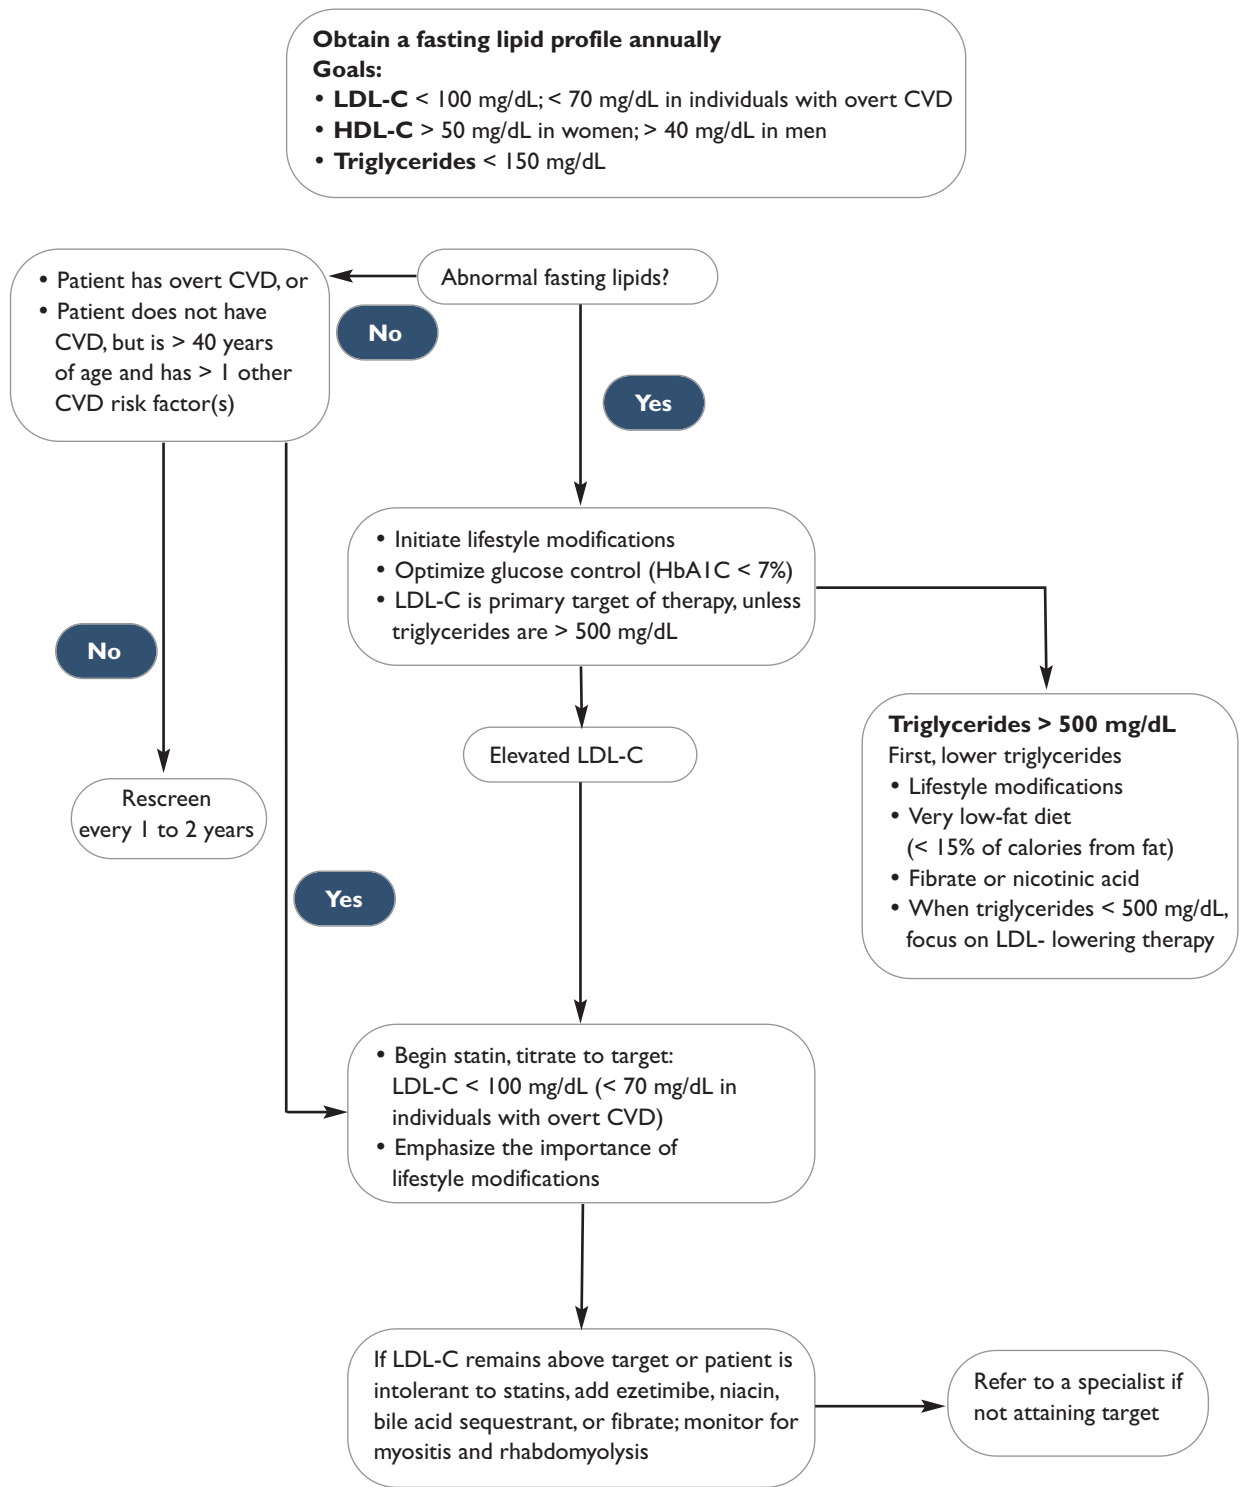 Obtain a fasting lipid profile annually
Goals:
• LDL-C < 100 mg/dL; < 70 mg/dL in individuals with overt CVD
• HDL-C > 50 mg/dL in women; > 40 mg/dL in men
• Triglycerides < 150 mg/dL
Abnormal fasting lipids?
No
Yes
• Patient has overt CVD, or
• Patient does not have
CVD, but is > 40 years
of age and has > 1 other
CVD risk factor(s)
No
Rescreen
every 1 to 2 years
Yes
• Initiate lifestyle modifications
• Optimize glucose control (HbA1C < 7%)
• LDL-C is primary target of therapy, unless
triglycerides are > 500 mg/dL
Elevated LDL-C
Triglycerides > 500 mg/dL
First, lower triglycerides
• Lifestyle modifications
• Very low-fat diet
(< 15% of calories from fat)
• Fibrate or nicotinic acid
• When triglycerides < 500 mg/dL,
focus on LDL- lowering therapy
• Begin statin, titrate to target:
LDL-C < 100 mg/dL (< 70 mg/dL in
individuals with overt CVD)
• Emphasize the importance of
lifestyle modifications
If LDL-C remains above target or patient is
intolerant to statins, add ezetimibe, niacin,
bile acid sequestrant, or fibrate; monitor for
myositis and rhabdomyolysis
Refer to a specialist if
not attaining target